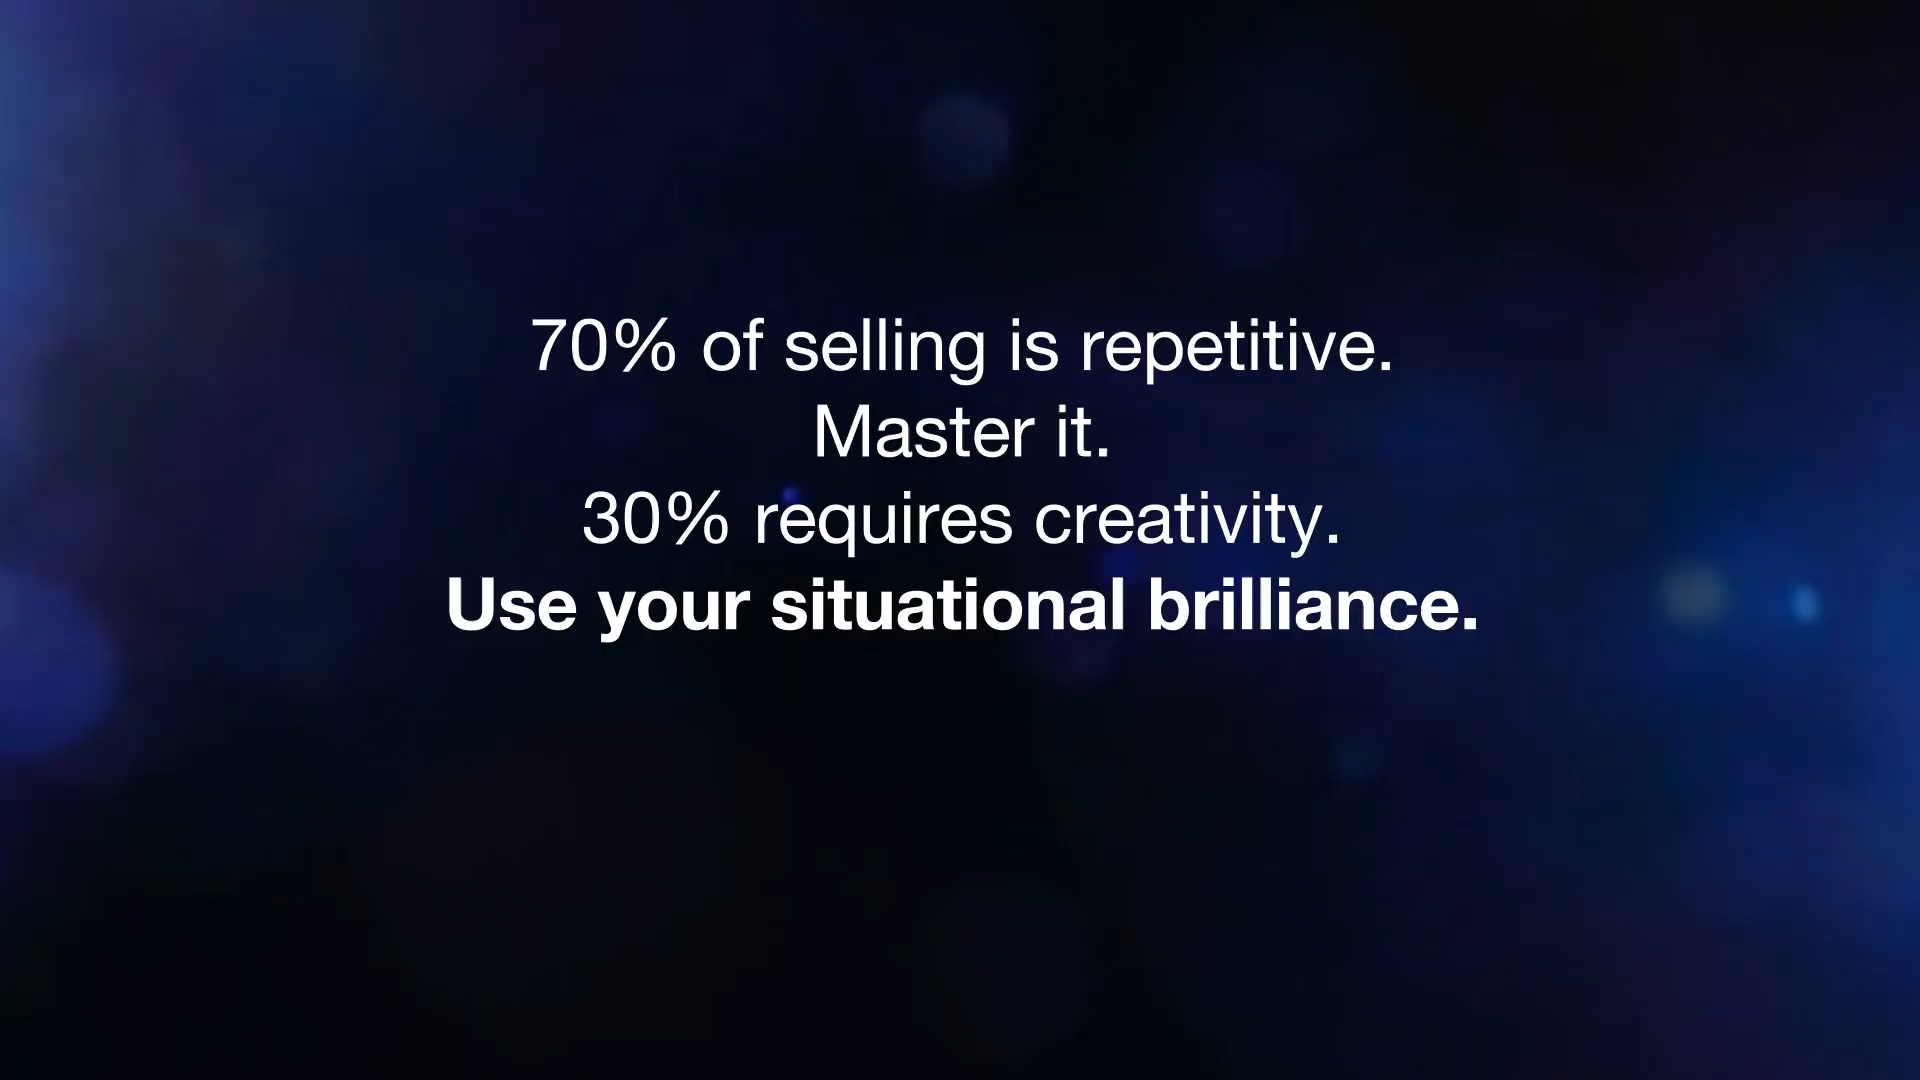 70% of selling is repetitive.
Master it.
30% requires creativity.
Use your situational brilliance.